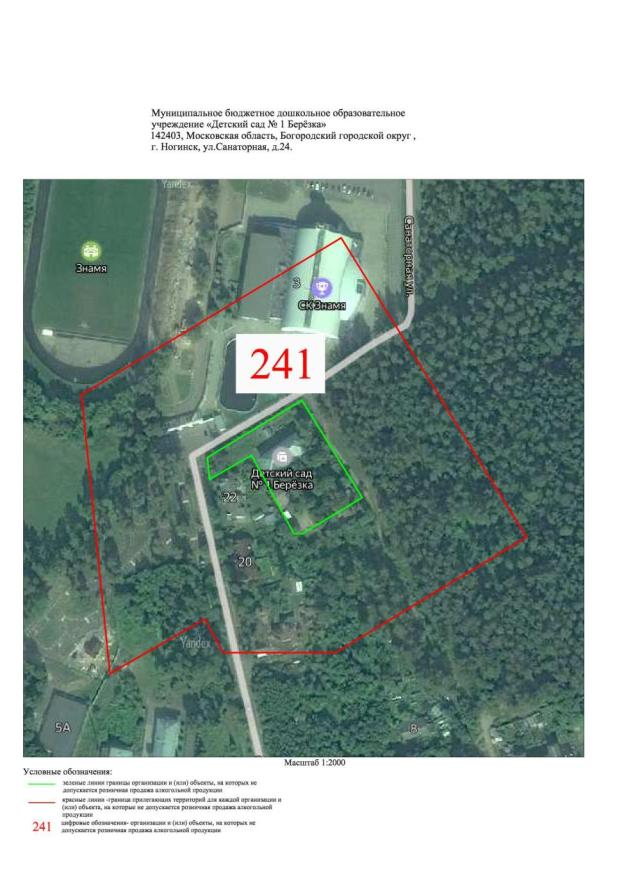 Муниципальное бюджетное дошкольное образовательное
учреждение «Детский сад № 1 Берёзка»
142403, Московская область, Богородский городской округ ,
г. Ногинск, ул.Санаторная, д.24.
Yandex
Санаторная ул.
Знамя
3
СК Знамя
241
Детский сад
№ 1 Берёзка
22
20
Yandex
5А
8
Масштаб 1:2000
Условные обозначения:
зеленые линии границы организации и (или) объекты, на которых не
допускается розничная продажа алкогольной продукции
красные линии -граница прилегающих территорий для каждой организации и
(или) объекта, на которые не допускается розничная продажа алкогольной
продукции
241
цифровые обозначения- организации и (или) объекты, на которых не
допускается розничная продажа алкогольной продукции